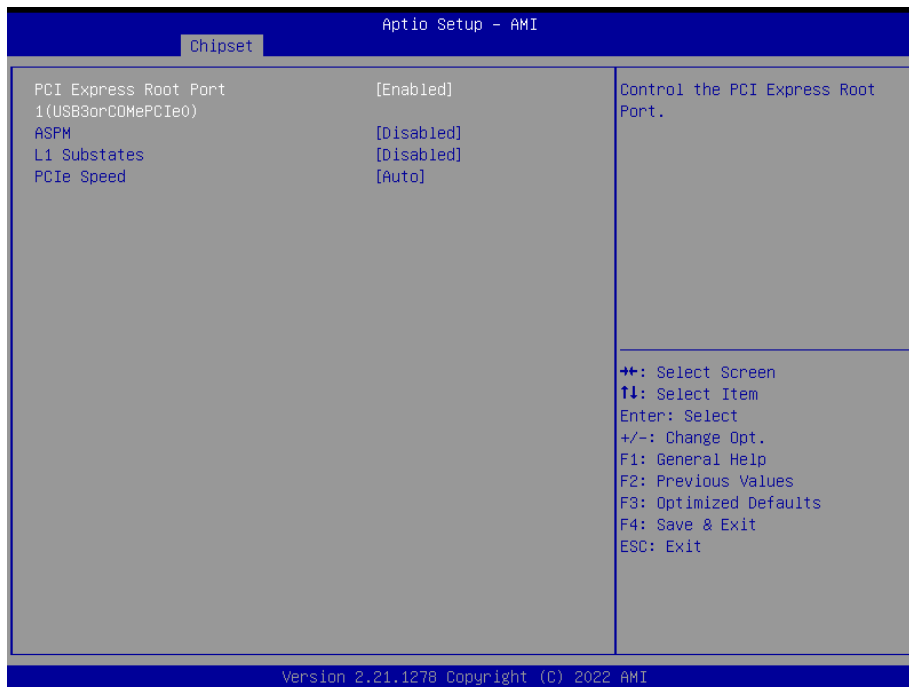 Aptio Setup – AMI
Chipset
PCI Express Root Port [Enabled]
1(USB3orCOMePCIe0)
ASPM [Disabled]
L1 Substates [Disabled]
PCIe Speed [Auto]
Control the PCI Express Root
Port.
→←: Select Screen
↑↓: Select Item
Enter: Select
+/-: Change Opt.
F1: General Help
F2: Previous Values
F3: Optimized Defaults
F4: Save & Exit
ESC: Exit
Version 2.21.1278 Copyright (C) 2022 AMI